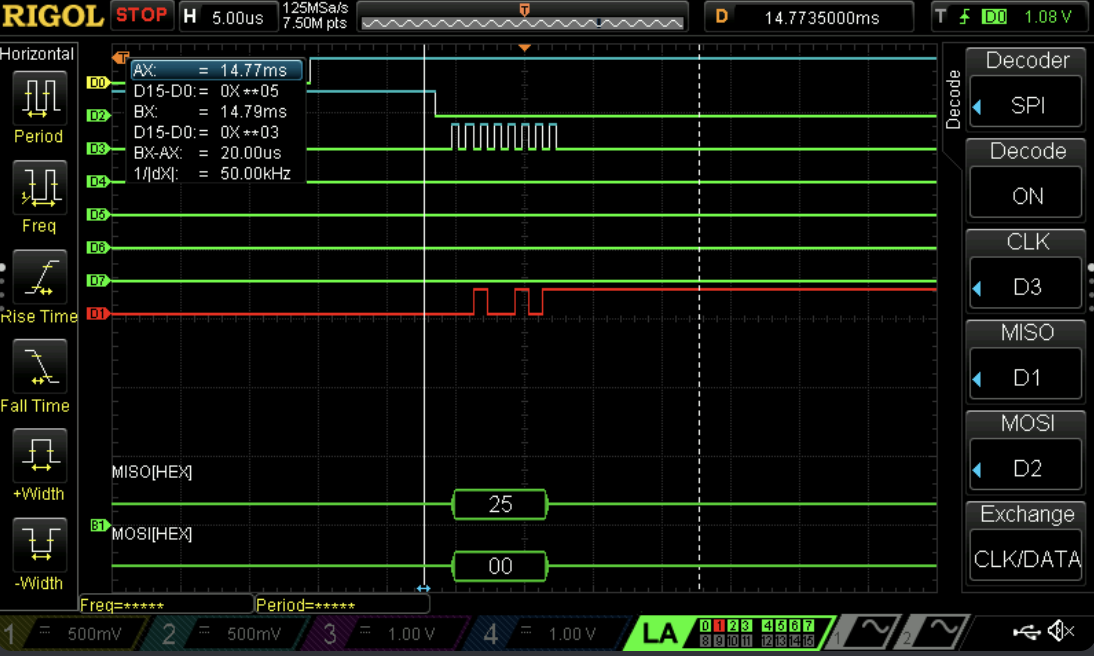 RIGOL STOP H 5.00us 125MSa/s D 14.7735000ms T D0 1.08 V
7.50M pts
T
Horizontal
Period
Freq
Rise Time
Fall Time
+Width
-Width
T
AX: = 14.77ms
D15-D0: = 0X**05
BX: = 14.79ms
D15-D0: = 0X**03
BX-AX: = 20.00us
1/|dX|: = 50.00kHz
D0
D2
D3
D4
D5
D6
D7
D1
MISO[HEX]
25
B1
MOSI[HEX]
00
Decode
Decoder
SPI
Decode
ON
CLK
D3
MISO
D1
MOSI
D2
Exchange
CLK/DATA
Freq=***** Period=*****
1 = 500mV 2 = 500mV 3 = 1.00 V 4 = 1.00 V LA 0 1 2 3 4 5 6 7 1 2
8 9 10 11 12 13 14 15